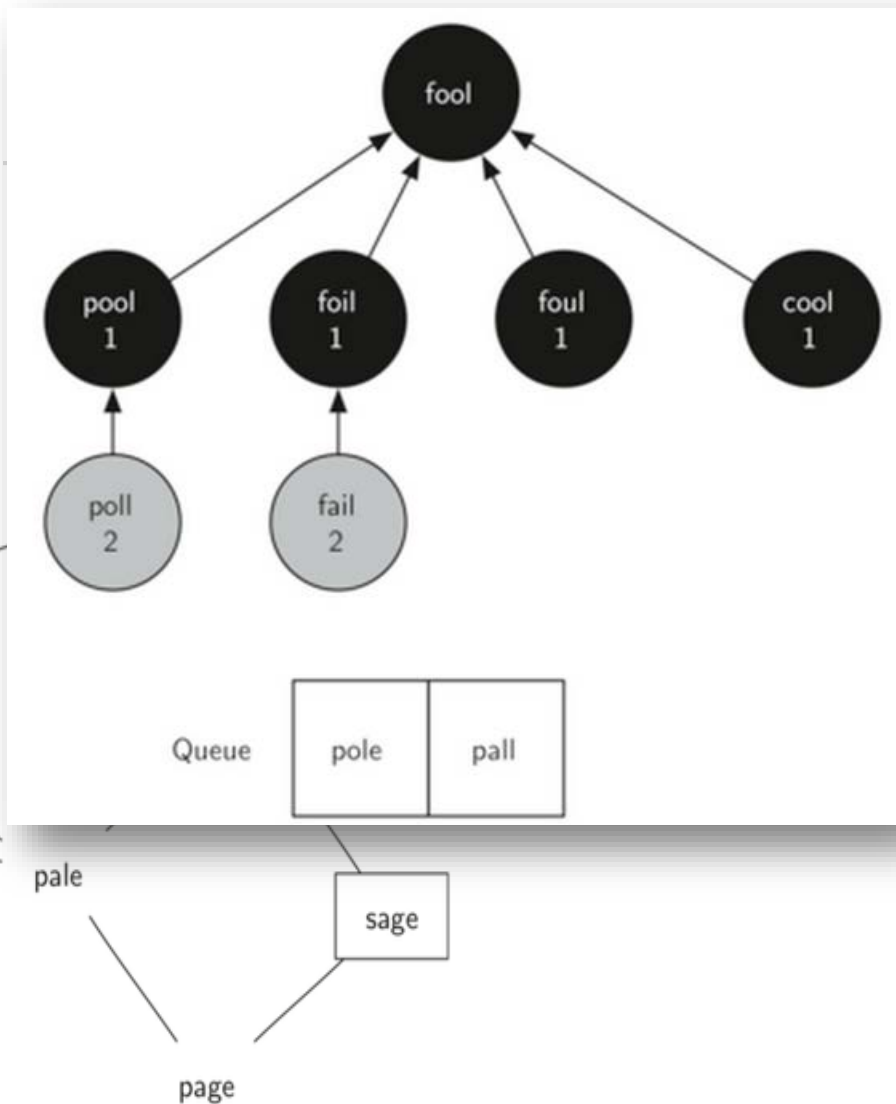 fool
pool foil foul cool
1 1 1 1
poll fail
2 2
Queue pole pall
pale
sage
page